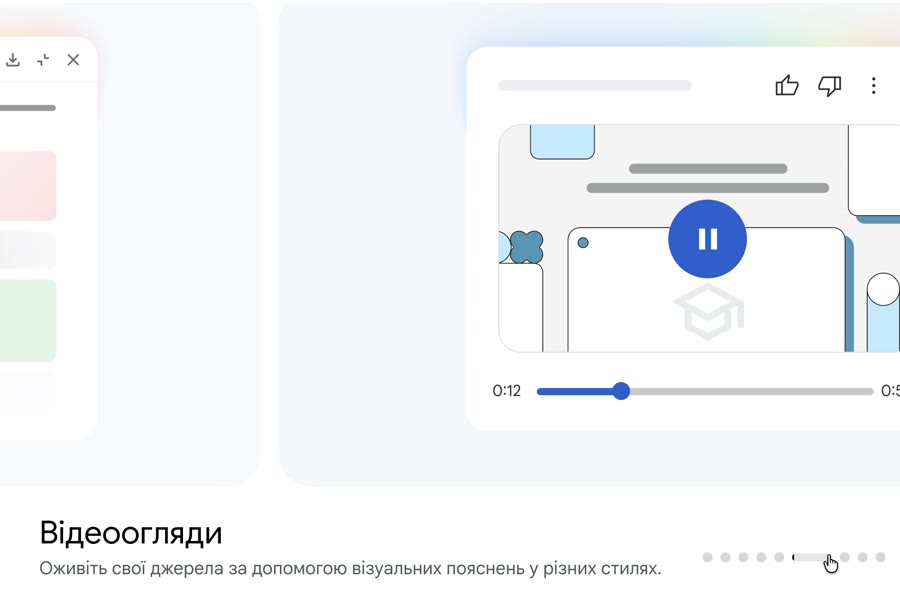 0:12
Відеоогляди
Оживіть свої джерела за допомогою візуальних пояснень у різних стилях.